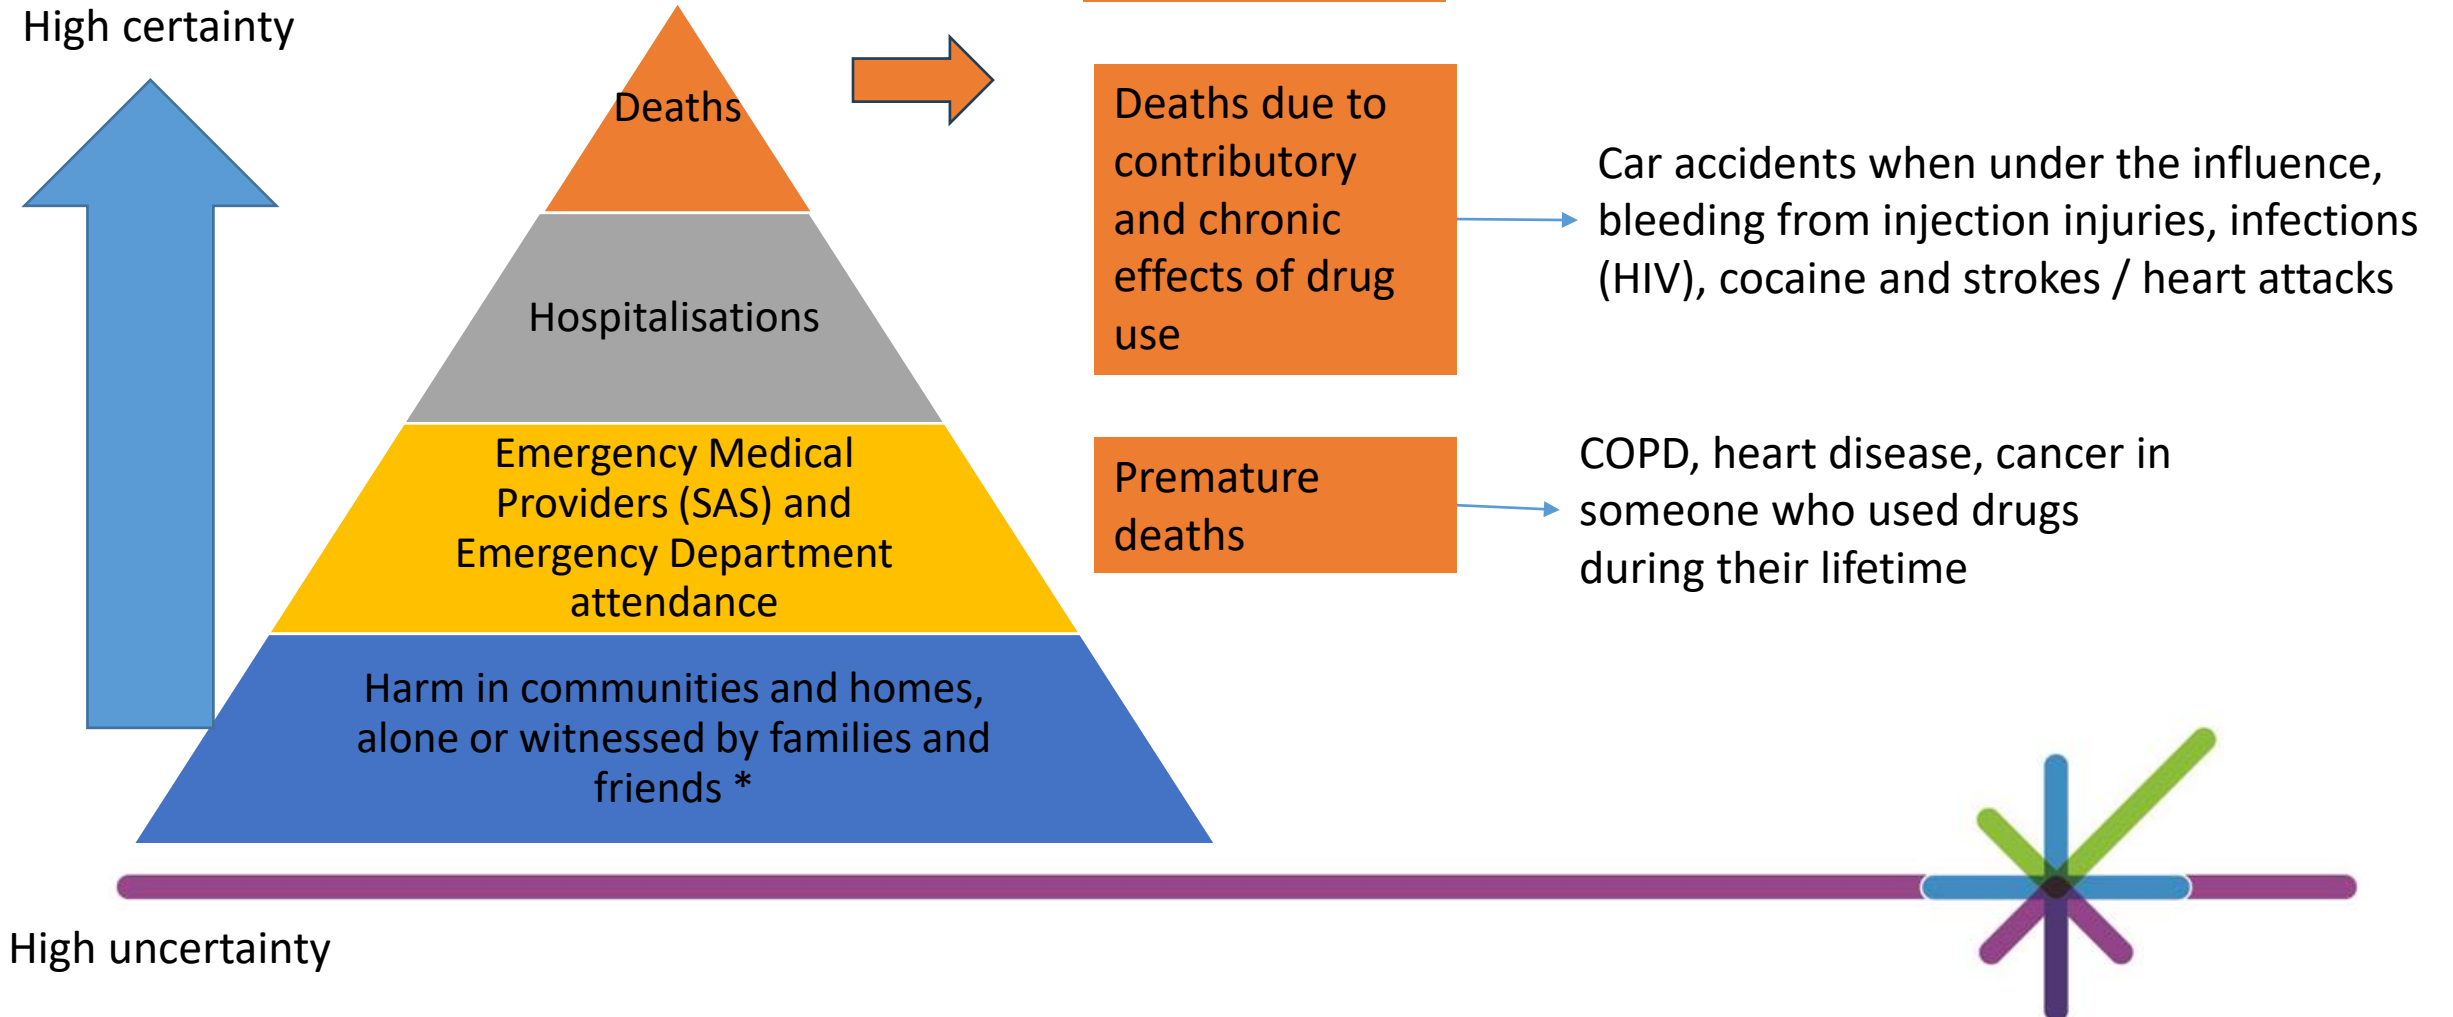 High certainty
Deaths
Hospitalisations
Emergency Medical
Providers (SAS) and
Emergency Department
attendance
Harm in communities and homes,
alone or witnessed by families and
friends *
High uncertainty
Deaths due to
contributory
and chronic
effects of drug
use
Car accidents when under the influence,
bleeding from injection injuries, infections
(HIV), cocaine and strokes / heart attacks
Premature
deaths
COPD, heart disease, cancer in
someone who used drugs
during their lifetime